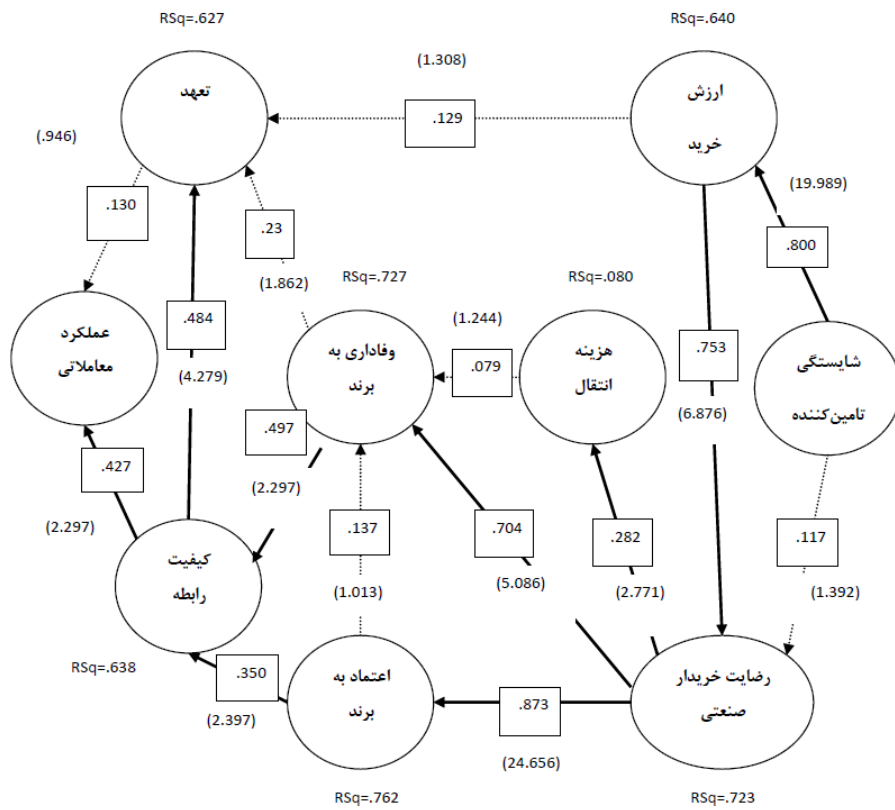 RSq=.627
RSq=.640
(1.308)
تعهد
ارزش
خرید
.129
(.946)
(19.989)
.130
.23
.800
(1.862)
RSq=.727
RSq=.080
.484
(1.244)
.753
عملکرد
معاملاتی
وفاداری به
برند
.079
هزینه
انتقال
شایستگی
تامین‌کننده
(4.279)
(6.876)
.497
.427
(2.297)
(2.297)
.137
.704
.282
.117
کیفیت
رابطه
(1.013)
(5.086)
(2.771)
(1.392)
RSq=.638
.350
(2.397)
اعتماد به
برند
.873
رضایت خریدار
صنعتی
(24.656)
RSq=.762
RSq=.723